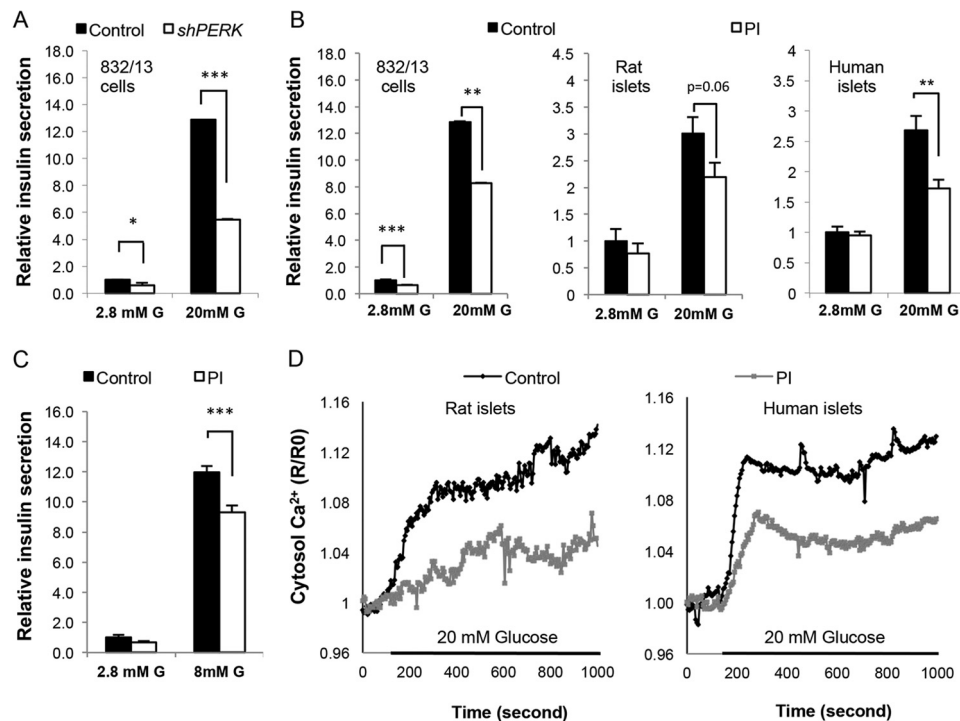 A
Control shPERK
Relative insulin secretion
18.0
16.0
14.0
12.0
10.0
8.0
6.0
4.0
2.0
0.0
832/13
cells
*
***
2.8 mM G 20mM G
B
Control PI
Relative insulin secretion
18.0
16.0
14.0
12.0
10.0
8.0
6.0
4.0
2.0
0.0
832/13
cells
***
**
2.8mM G 20mM G
5
4.5
4
3.5
3
2.5
2
1.5
1
0.5
0
Rat
islets
p=0.06
2.8mM G 20mM G
4
3.5
3
2.5
2
1.5
1
0.5
0
Human
islets
**
2.8mM G 20mM G
C
Control PI
Relative insulin secretion
16.0
14.0
12.0
10.0
8.0
6.0
4.0
2.0
0.0
***
2.8 mM G 8mM G
D
Control PI
Cytosol Ca²⁺ (R/R0)
1.16
1.12
1.08
1.04
1
0.96
Rat islets
20 mM Glucose
0 200 400 600 800 1000
Time (second)
1.16
1.12
1.08
1.04
1.00
0.96
Human islets
20 mM Glucose
0 200 400 600 800 1000
Time (second)